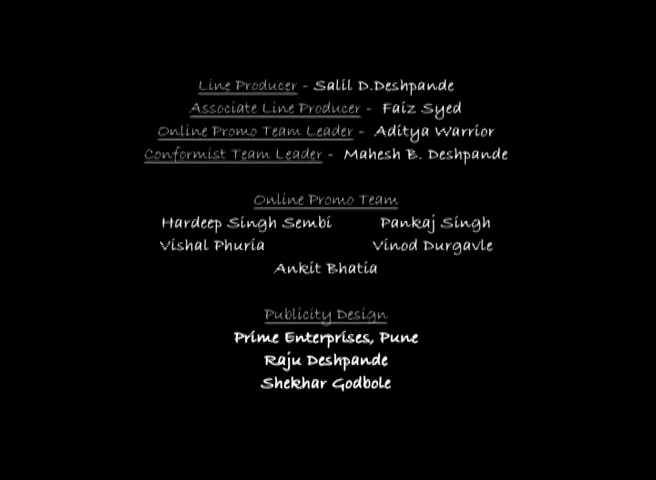 Line Producer - Salil D.Deshpande
Associate Line Producer - Faiz Syed
Online Promo Team Leader - Aditya Warrior
Conformist Team Leader - Mahesh B. Deshpande
Online Promo Team
Hardeep Singh Sembi Pankaj Singh
Vishal Phuria Vinod Durgavle
Ankit Bhatia
Publicity Design
Prime Enterprises, Pune
Raju Deshpande
Shekhar Godbole